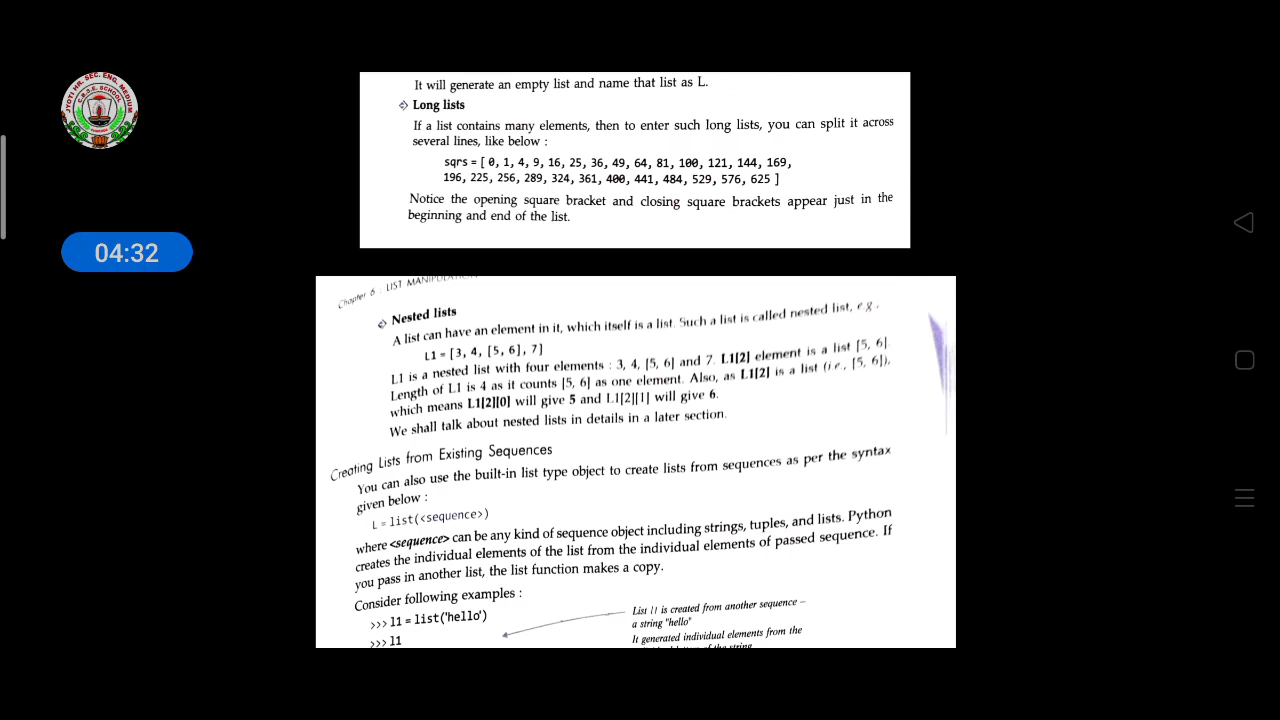 JYOTI HR. SEC. ENG. MEDIUM
C.B.S.E. SCHOOL
04:32
It will generate an empty list and name that list as L.
Long lists
If a list contains many elements, then to enter such long lists, you can split it across
several lines, like below :
sqrs = [ 0, 1, 4, 9, 16, 25, 36, 49, 64, 81, 100, 121, 144, 169,
196, 225, 256, 289, 324, 361, 400, 441, 484, 529, 576, 625 ]
Notice the opening square bracket and closing square brackets appear just in the
beginning and end of the list.
Chapter 6 : LIST MANIPULATION
Nested lists
A list can have an element in it, which itself is a list. Such a list is called nested list, e.g.,
L1 = [3, 4, [5, 6], 7]
L1 is a nested list with four elements : 3, 4, [5, 6] and 7. L1[2] element is a list [5, 6].
Length of L1 is 4 as it counts [5, 6] as one element. Also, as L1[2] is a list (i.e., [5, 6]),
which means L1[2][0] will give 5 and L1[2][1] will give 6.
We shall talk about nested lists in details in a later section.
Creating Lists from Existing Sequences
You can also use the built-in list type object to create lists from sequences as per the syntax
given below :
L = list(<sequence>)
where <sequence> can be any kind of sequence object including strings, tuples, and lists. Python
creates the individual elements of the list from the individual elements of passed sequence. If
you pass in another list, the list function makes a copy.
Consider following examples :
>>> l1 = list('hello')
>>> l1
List l1 is created from another sequence –
a string "hello"
It generated individual elements from the
of the string